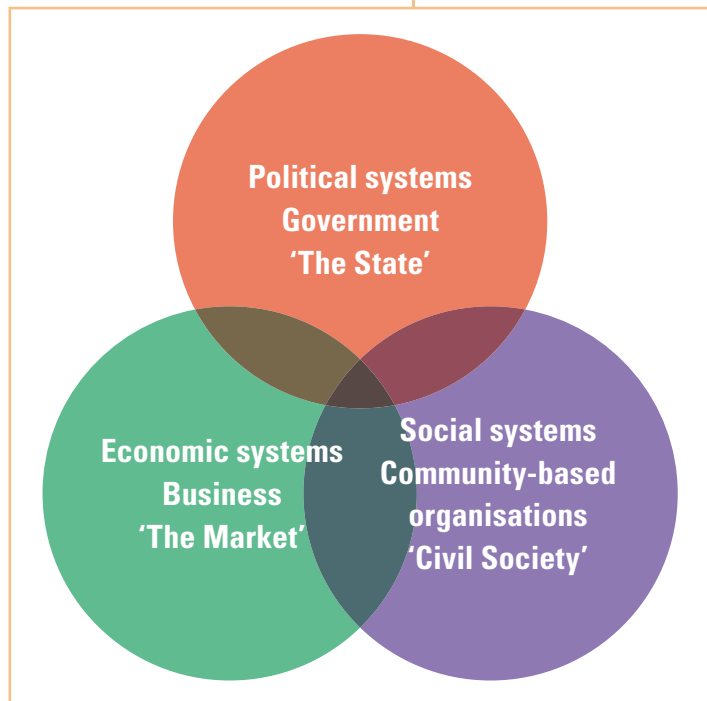 Political systems
Government
‘The State’
Economic systems
Business
‘The Market’
Social systems
Community-based
organisations
‘Civil Society’